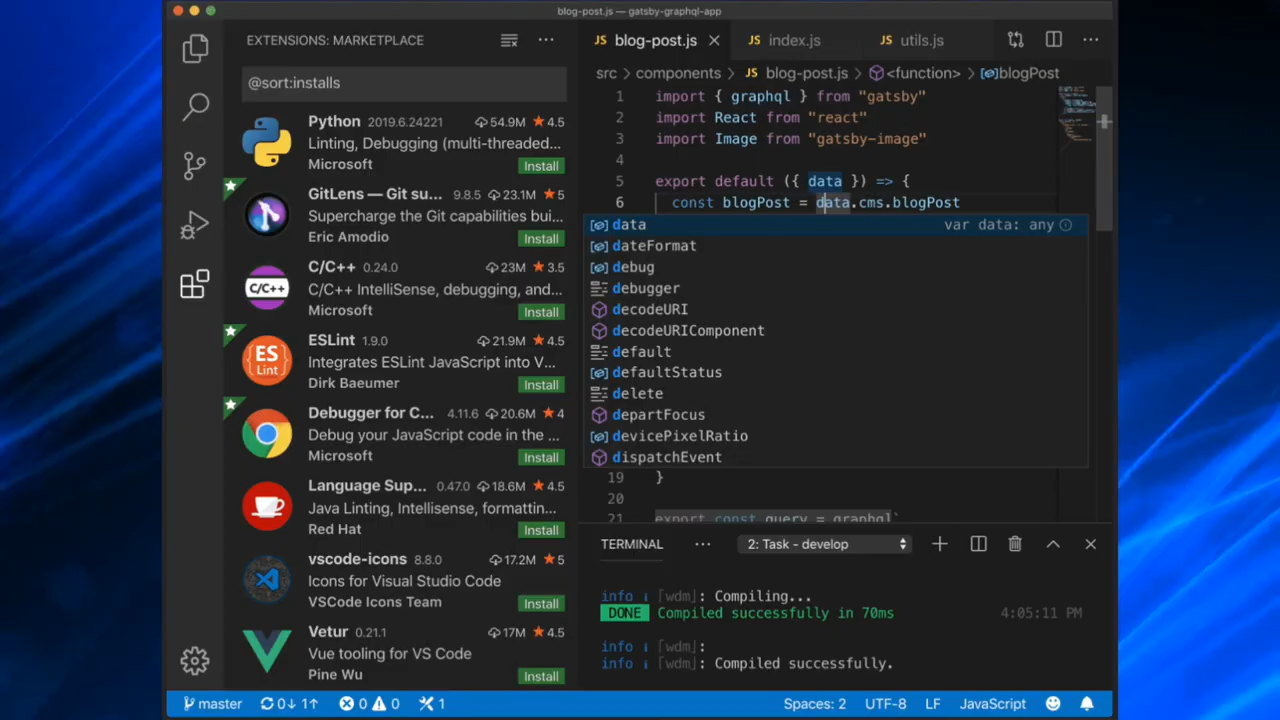 blog-post.js — gatsby-graphql-app
EXTENSIONS: MARKETPLACE
@sort:installs
Python 2019.6.24221 54.9M 4.5
Linting, Debugging (multi-threaded...
Microsoft Install
GitLens — Git su... 9.8.5 23.1M 5
Supercharge the Git capabilities bui...
Eric Amodio Install
C/C++
C/C++ 0.24.0 23M 3.5
C/C++ IntelliSense, debugging, and...
Microsoft Install
ES
Lint
ESLint 1.9.0 21.9M 4.5
Integrates ESLint JavaScript into V...
Dirk Baeumer Install
Debugger for C... 4.11.6 20.6M 4
Debug your JavaScript code in the ...
Microsoft Install
Language Sup... 0.47.0 18.6M 4.5
Java Linting, Intellisense, formattin...
Red Hat Install
vscode-icons 8.8.0 17.2M 5
Icons for Visual Studio Code
VSCode Icons Team Install
Vetur 0.21.1 17M 4.5
Vue tooling for VS Code
Pine Wu Install
JS blog-post.js JS index.js JS utils.js
src > components > JS blog-post.js > <function> > blogPost
1 import { graphql } from "gatsby"
2 import React from "react"
3 import Image from "gatsby-image"
4
5 export default ({ data }) => {
6 const blogPost = data.cms.blogPost
data var data: any
dateFormat
debug
debugger
decodeURI
decodeURIComponent
default
defaultStatus
delete
departFocus
devicePixelRatio
dispatchEvent
19 }
20
21 export const query = graphql`
TERMINAL ... 2: Task - develop
info i [wdm]: Compiling...
DONE Compiled successfully in 70ms 4:05:11 PM
info i [wdm]:
info i [wdm]: Compiled successfully.
master 0↓ 1↑ 0 0 1 Spaces: 2 UTF-8 LF JavaScript